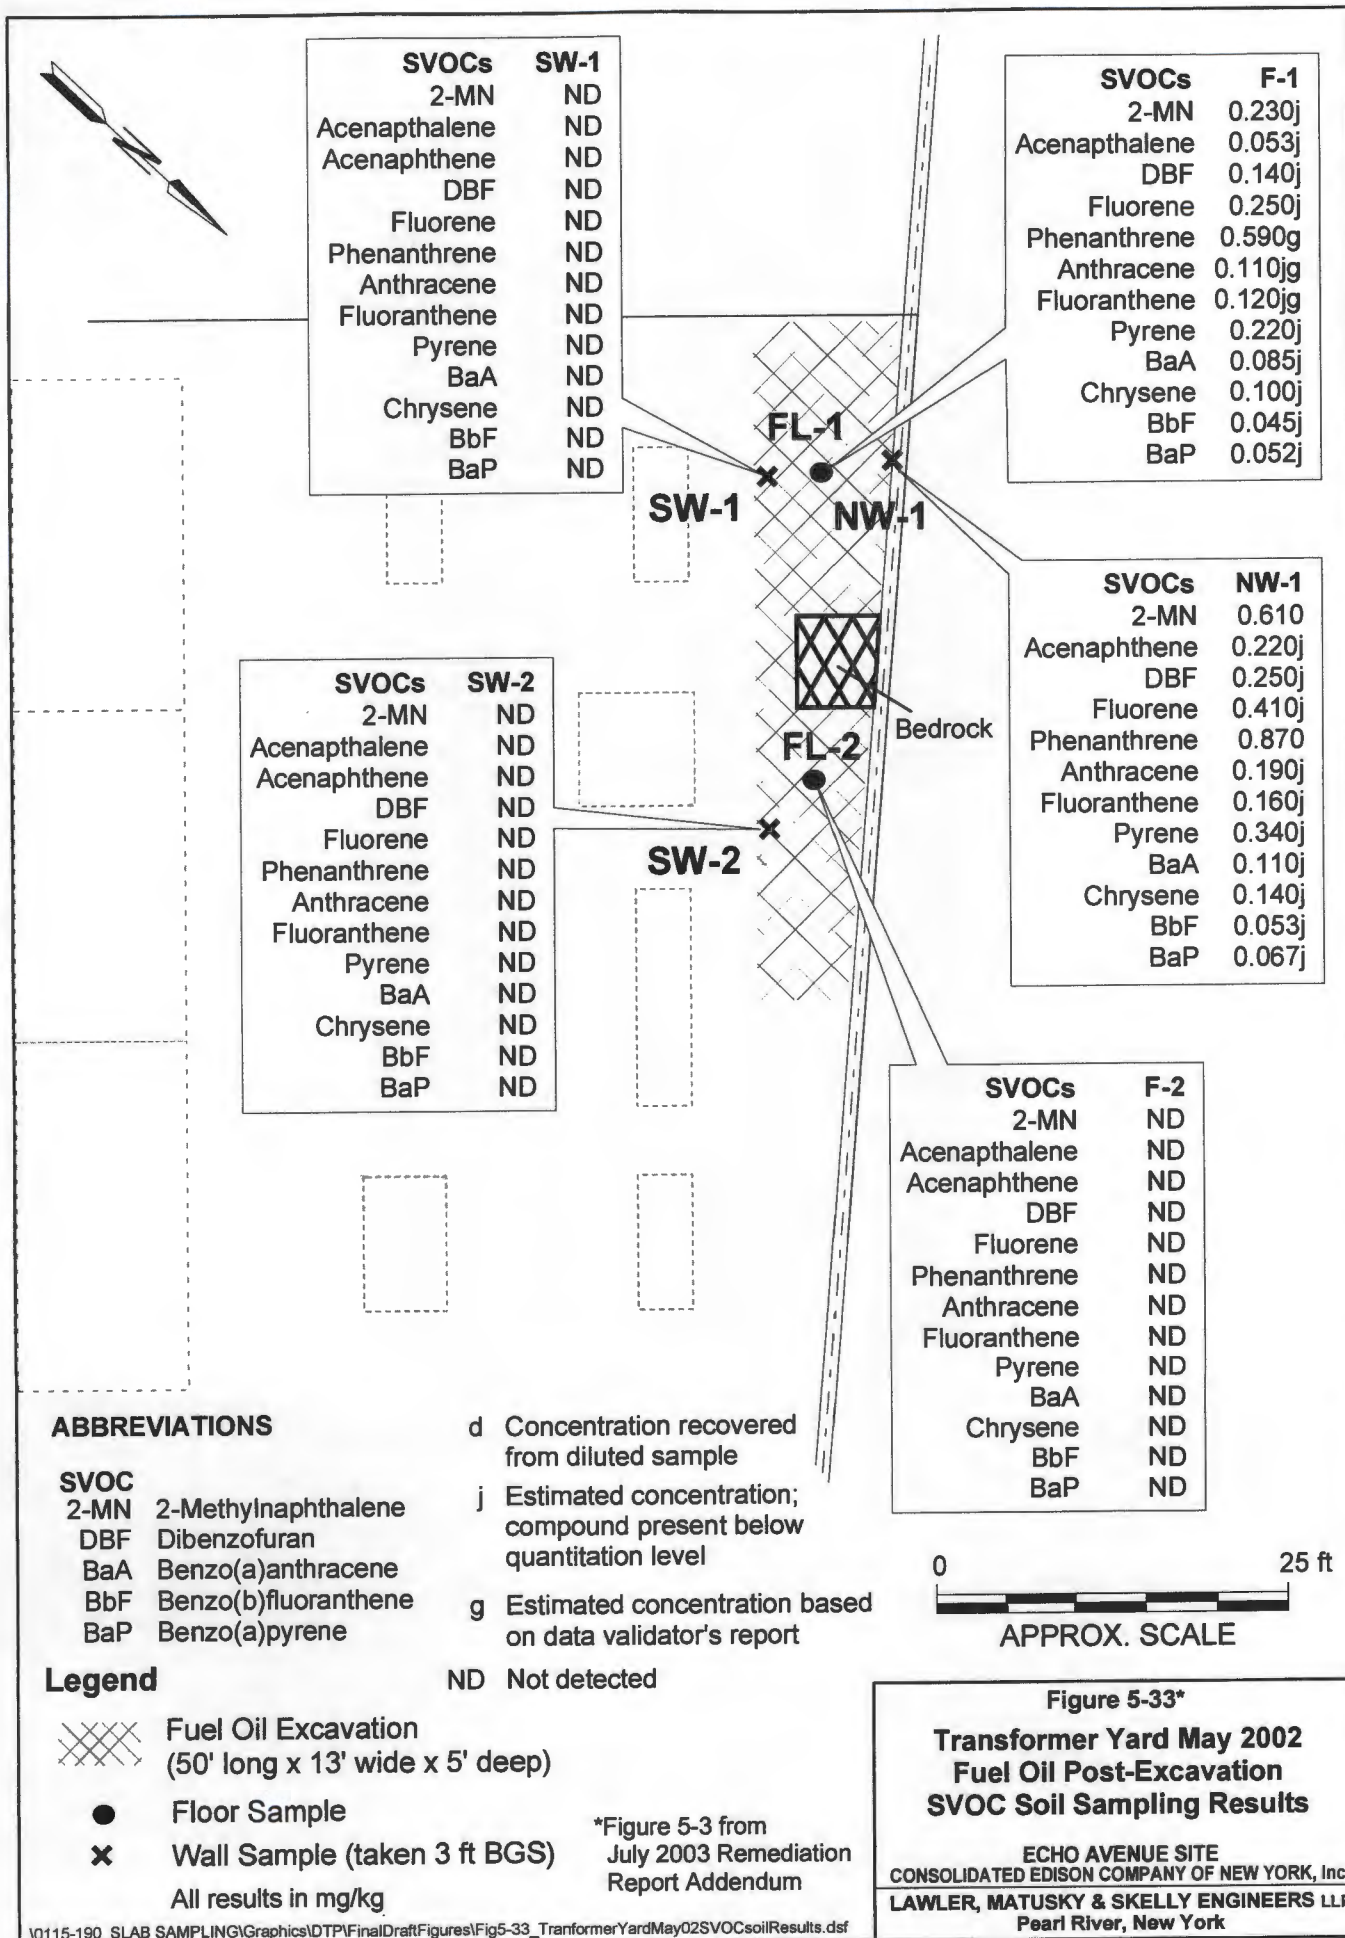 SVOCs SW-1
2-MN ND
Acenapthalene ND
Acenaphthene ND
DBF ND
Fluorene ND
Phenanthrene ND
Anthracene ND
Fluoranthene ND
Pyrene ND
BaA ND
Chrysene ND
BbF ND
BaP ND
SVOCs F-1
2-MN 0.230j
Acenapthalene 0.053j
DBF 0.140j
Fluorene 0.250j
Phenanthrene 0.590g
Anthracene 0.110jg
Fluoranthene 0.120jg
Pyrene 0.220j
BaA 0.085j
Chrysene 0.100j
BbF 0.045j
BaP 0.052j
N
FL-1
SW-1
NW-1
SVOCs NW-1
2-MN 0.610
Acenaphthene 0.220j
DBF 0.250j
Fluorene 0.410j
Phenanthrene 0.870
Anthracene 0.190j
Fluoranthene 0.160j
Pyrene 0.340j
BaA 0.110j
Chrysene 0.140j
BbF 0.053j
BaP 0.067j
Bedrock
SVOCs SW-2
2-MN ND
Acenapthalene ND
Acenaphthene ND
DBF ND
Fluorene ND
Phenanthrene ND
Anthracene ND
Fluoranthene ND
Pyrene ND
BaA ND
Chrysene ND
BbF ND
BaP ND
FL-2
SW-2
SVOCs F-2
2-MN ND
Acenapthalene ND
Acenaphthene ND
DBF ND
Fluorene ND
Phenanthrene ND
Anthracene ND
Fluoranthene ND
Pyrene ND
BaA ND
Chrysene ND
BbF ND
BaP ND
ABBREVIATIONS
SVOC
2-MN 2-Methylnaphthalene
DBF Dibenzofuran
BaA Benzo(a)anthracene
BbF Benzo(b)fluoranthene
BaP Benzo(a)pyrene
d Concentration recovered
from diluted sample
j Estimated concentration;
compound present below
quantitation level
g Estimated concentration based
on data validator's report
ND Not detected
0 25 ft
APPROX. SCALE
Legend
Fuel Oil Excavation
(50' long x 13' wide x 5' deep)
Floor Sample
Wall Sample (taken 3 ft BGS)
All results in mg/kg
*Figure 5-3 from
July 2003 Remediation
Report Addendum
Figure 5-33*
Transformer Yard May 2002
Fuel Oil Post-Excavation
SVOC Soil Sampling Results
ECHO AVENUE SITE
CONSOLIDATED EDISON COMPANY OF NEW YORK, Inc
LAWLER, MATUSKY & SKELLY ENGINEERS LLP
Pearl River, New York
\0115-190_SLAB SAMPLING\Graphics\DTP\FinalDraftFigures\Fig5-33_TranformerYardMay02SVOCsoilResults.dsf